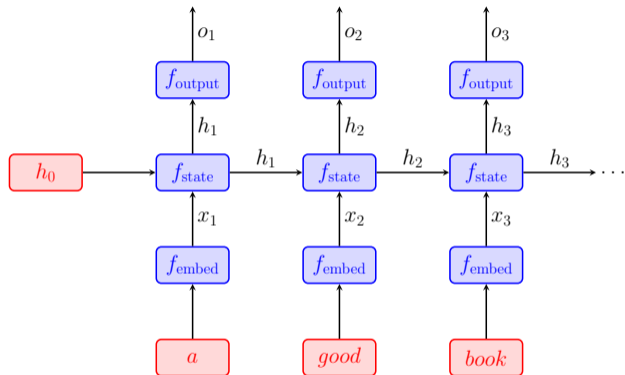 o₁ o₂ o₃
f_output f_output f_output
h₁ h₂ h₃
h₁ h₂ h₃
h₀ f_state f_state f_state ⋯
x₁ x₂ x₃
f_embed f_embed f_embed
a good book